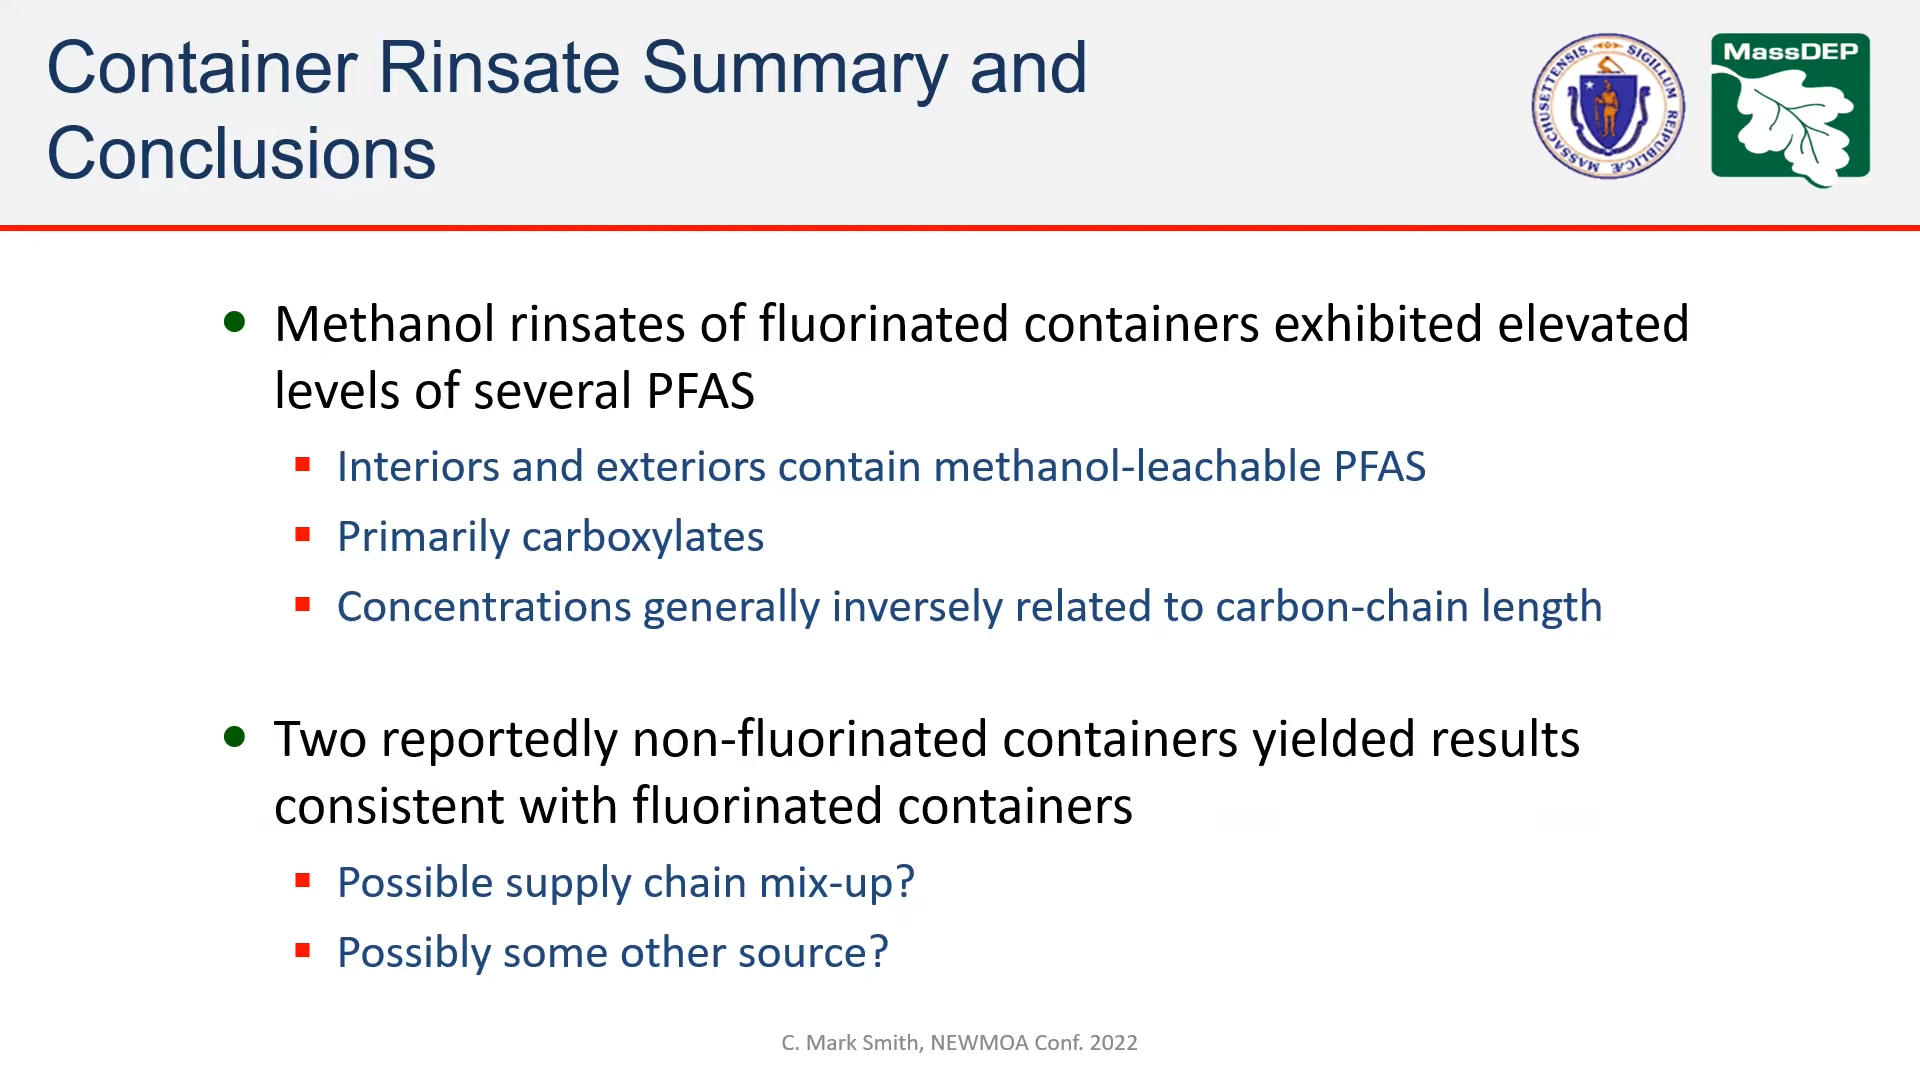 Container Rinsate Summary and
Conclusions
MASSACHUSETTENSIS. SIGILLUM REIPUBLICÆ
MassDEP
• Methanol rinsates of fluorinated containers exhibited elevated
levels of several PFAS
▪ Interiors and exteriors contain methanol-leachable PFAS
▪ Primarily carboxylates
▪ Concentrations generally inversely related to carbon-chain length
• Two reportedly non-fluorinated containers yielded results
consistent with fluorinated containers
▪ Possible supply chain mix-up?
▪ Possibly some other source?
C. Mark Smith, NEWMOA Conf. 2022